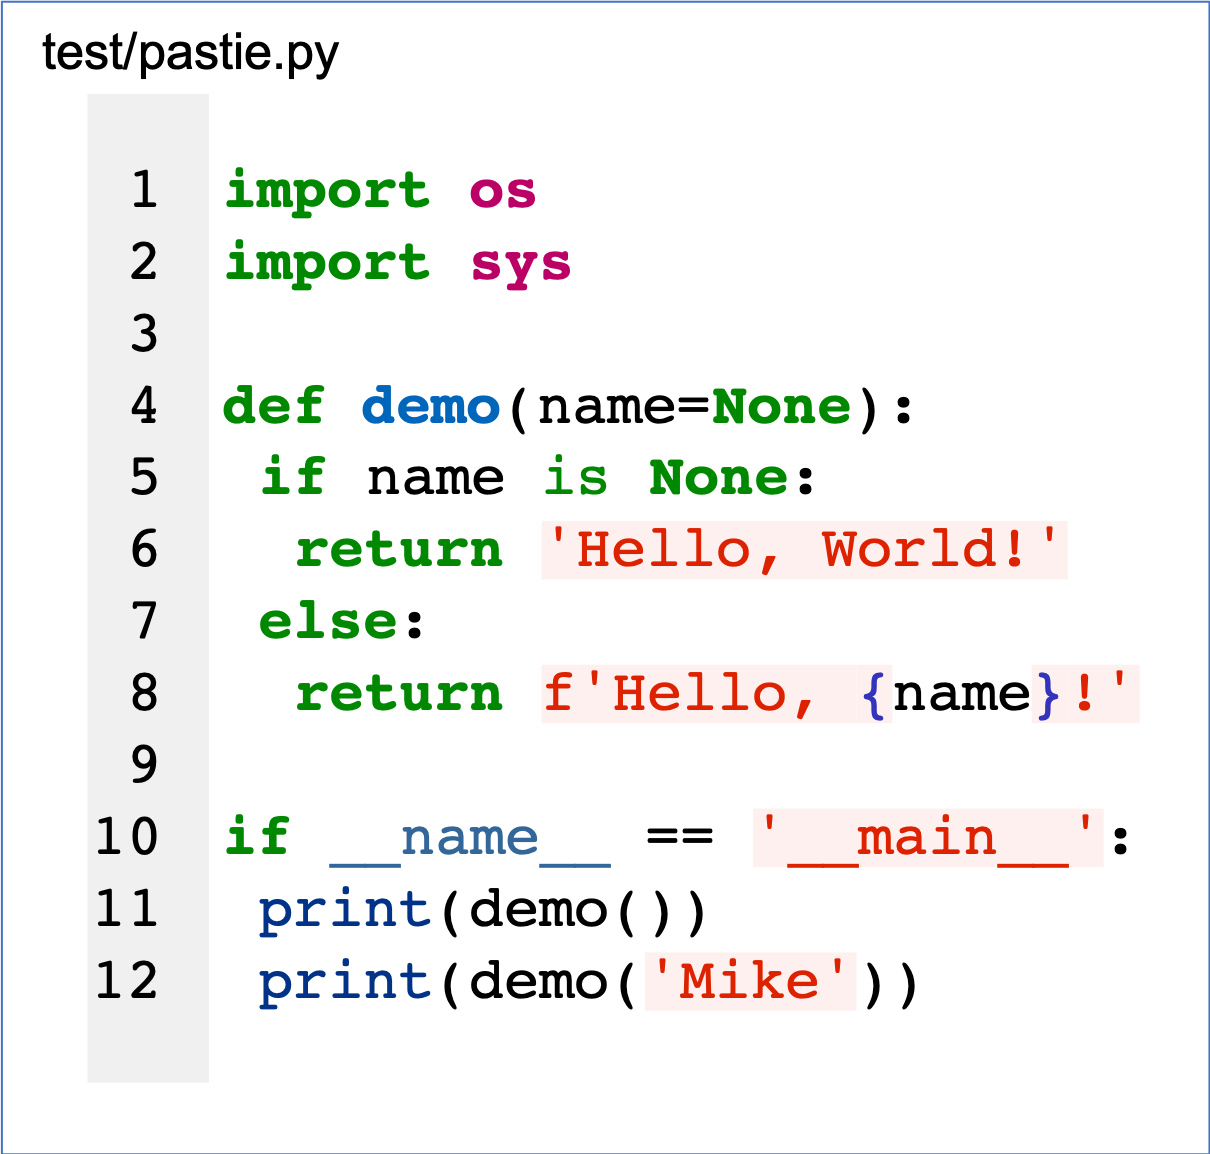 test/pastie.py
1 import os
2 import sys
3
4 def demo(name=None):
5  if name is None:
6   return 'Hello, World!'
7  else:
8   return f'Hello, {name}!'
9
10 if __name__ == '__main__':
11  print(demo())
12  print(demo('Mike'))